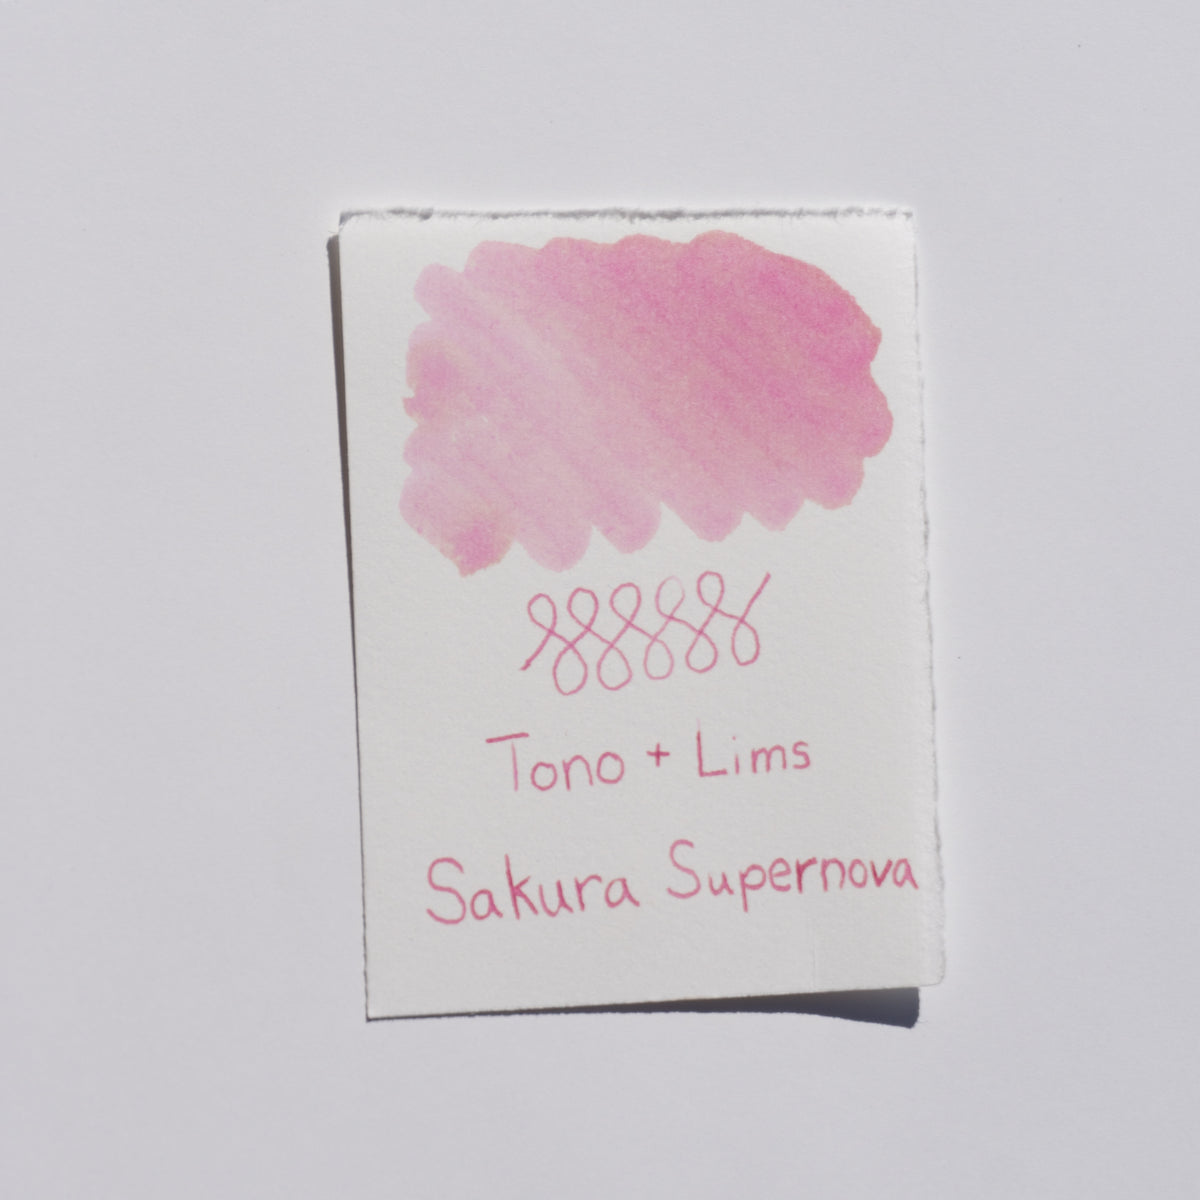 Tono + Lims
Sakura Supernova